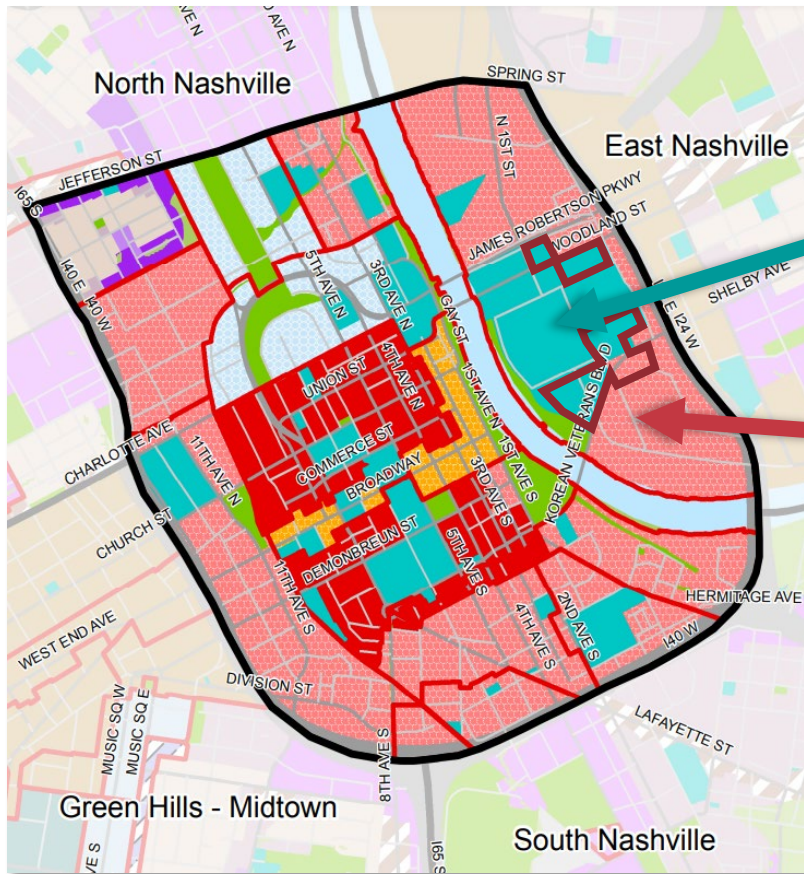 D AVE N
AVE N
North Nashville
SPRING ST
N 1ST ST
East Nashville
JEFFERSON ST
I65 S
JAMES ROBERTSON PKWY
WOODLAND ST
I40 E
I40 W
5TH AVE N
3RD AVE N
SHELBY AVE
I24 W
GAY ST
4TH AVE N
UNION ST
1ST AVE N
1ST AVE S
KOREAN VETERANS BLVD
CHARLOTTE AVE
11TH AVE N
COMMERCE ST
BROADWAY
3RD AVE S
CHURCH ST
DEMONBREUN ST
11TH AVE S
5TH AVE S
4TH AVE S
2ND AVE S
HERMITAGE AVE
WEST END AVE
I40 W
DIVISION ST
MUSIC SQ W
MUSIC SQ E
8TH AVE S
LAFAYETTE ST
Green Hills - Midtown
I65 S
South Nashville
VE S